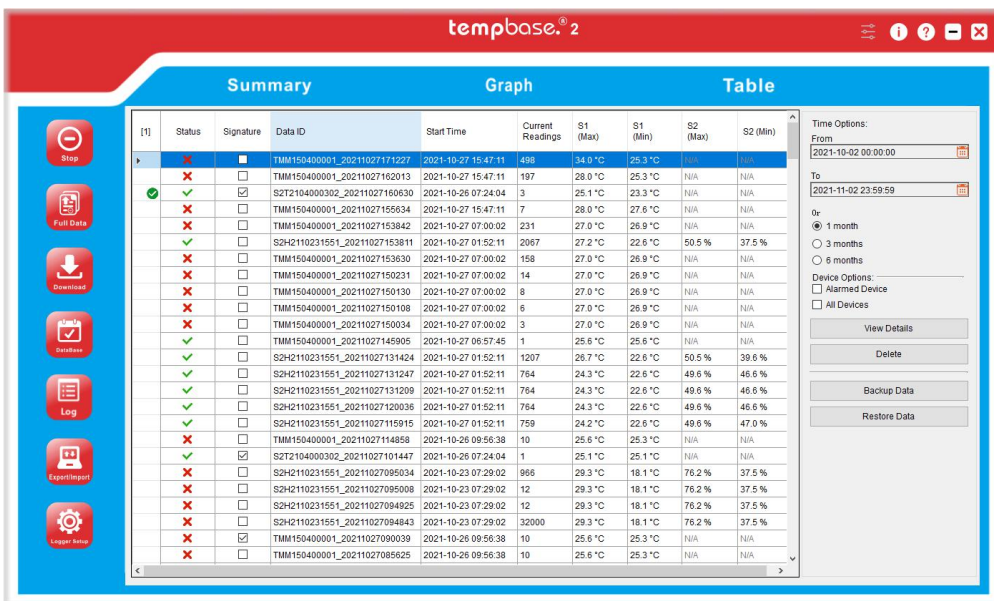 tempbase.® 2
Summary Graph Table
Stop
Full Data
Download
DataBase
Log
Export/Import
Logger Setup
[1] Status Signature Data ID Start Time Current Readings S1 (Max) S1 (Min) S2 (Max) S2 (Min)
TMM150400001_20211027171227 2021-10-27 15:47:11 498 34.0 °C 25.3 °C N/A N/A
TMM150400001_20211027162013 2021-10-27 15:47:11 197 28.0 °C 25.3 °C N/A N/A
S2T2104000302_20211027160630 2021-10-26 07:24:04 3 25.1 °C 23.3 °C N/A N/A
TMM150400001_20211027155634 2021-10-27 15:47:11 7 28.0 °C 27.6 °C N/A N/A
TMM150400001_20211027153842 2021-10-27 07:00:02 231 27.0 °C 26.9 °C N/A N/A
S2H2110231551_20211027153811 2021-10-27 01:52:11 2067 27.2 °C 22.6 °C 50.5 % 37.5 %
TMM150400001_20211027153630 2021-10-27 07:00:02 158 27.0 °C 26.9 °C N/A N/A
TMM150400001_20211027150231 2021-10-27 07:00:02 14 27.0 °C 26.9 °C N/A N/A
TMM150400001_20211027150130 2021-10-27 07:00:02 8 27.0 °C 26.9 °C N/A N/A
TMM150400001_20211027150108 2021-10-27 07:00:02 6 27.0 °C 26.9 °C N/A N/A
TMM150400001_20211027150034 2021-10-27 07:00:02 3 27.0 °C 26.9 °C N/A N/A
TMM150400001_20211027145905 2021-10-27 06:57:45 1 25.6 °C 25.6 °C N/A N/A
S2H2110231551_20211027131424 2021-10-27 01:52:11 1207 26.7 °C 22.6 °C 50.5 % 39.6 %
S2H2110231551_20211027131247 2021-10-27 01:52:11 764 24.3 °C 22.6 °C 49.6 % 46.6 %
S2H2110231551_20211027131209 2021-10-27 01:52:11 764 24.3 °C 22.6 °C 49.6 % 46.6 %
S2H2110231551_20211027120036 2021-10-27 01:52:11 764 24.3 °C 22.6 °C 49.6 % 46.6 %
S2H2110231551_20211027115915 2021-10-27 01:52:11 759 24.2 °C 22.6 °C 49.6 % 47.0 %
TMM150400001_20211027114858 2021-10-26 09:56:38 10 25.6 °C 25.3 °C N/A N/A
S2T2104000302_20211027101447 2021-10-26 07:24:04 1 25.1 °C 25.1 °C N/A N/A
S2H2110231551_20211027095034 2021-10-23 07:29:02 966 29.3 °C 18.1 °C 76.2 % 37.5 %
S2H2110231551_20211027095008 2021-10-23 07:29:02 12 29.3 °C 18.1 °C 76.2 % 37.5 %
S2H2110231551_20211027094925 2021-10-23 07:29:02 12 29.3 °C 18.1 °C 76.2 % 37.5 %
S2H2110231551_20211027094843 2021-10-23 07:29:02 32000 29.3 °C 18.1 °C 76.2 % 37.5 %
TMM150400001_20211027090039 2021-10-26 09:56:38 10 25.6 °C 25.3 °C N/A N/A
TMM150400001_20211027085625 2021-10-26 09:56:38 10 25.6 °C 25.3 °C N/A N/A
Time Options:
From
2021-10-02 00:00:00
To
2021-11-02 23:59:59
Or
1 month
3 months
6 months
Device Options:
Alarmed Device
All Devices
View Details
Delete
Backup Data
Restore Data